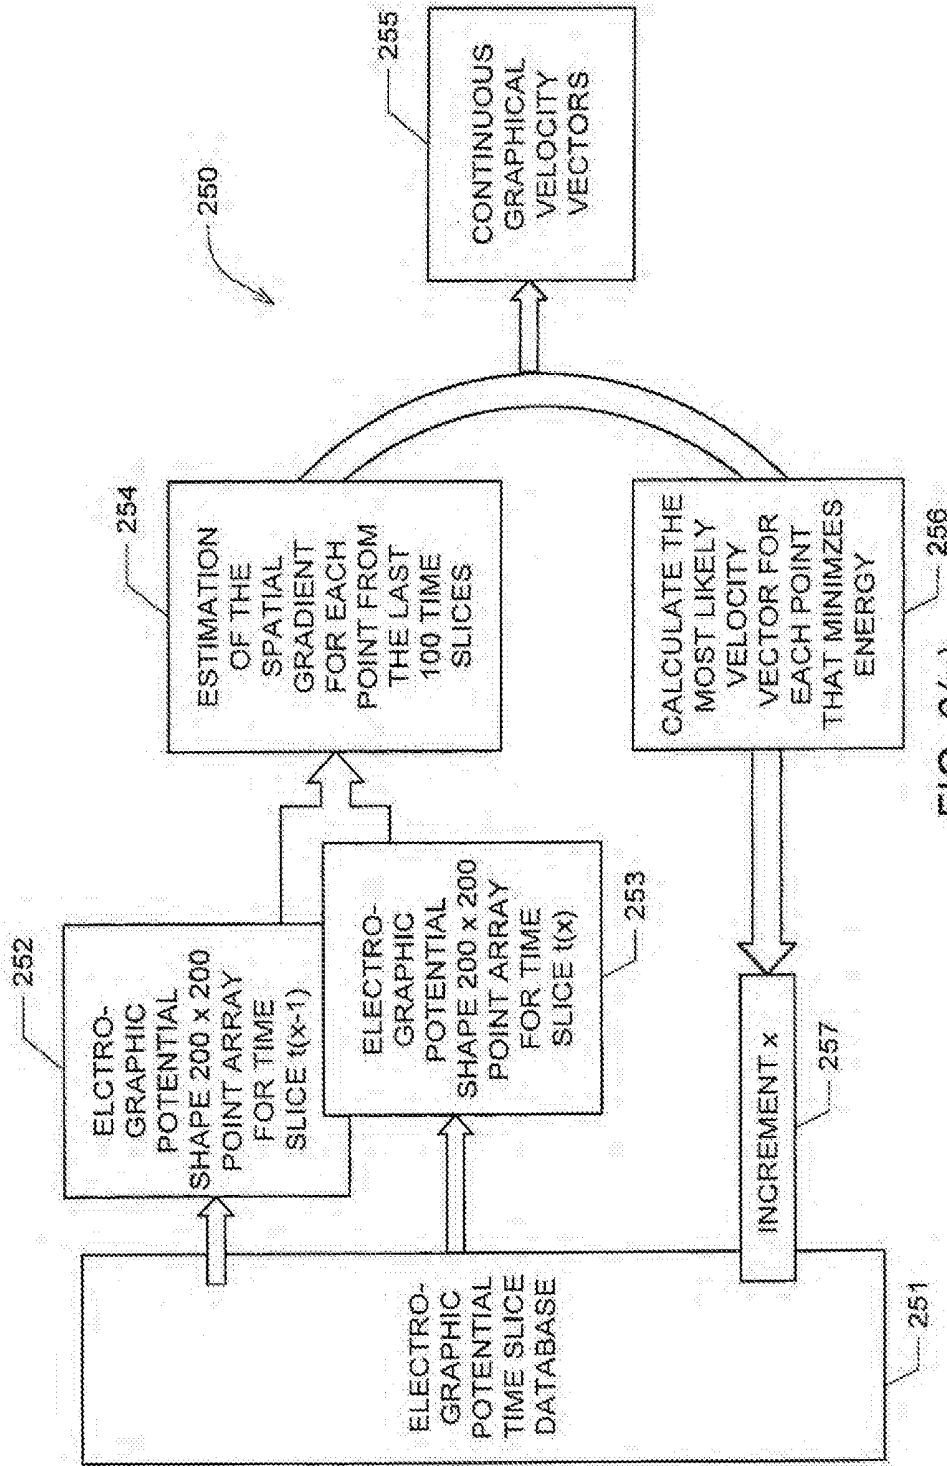 250
ELECTRO-
GRAPHIC
POTENTIAL
TIME SLICE
DATABASE
251
ELCTRO-
GRAPHIC
POTENTIAL
SHAPE 200 x 200
POINT ARRAY
FOR TIME
SLICE t(x-1)
252
ELECTRO-
GRAPHIC
POTENTIAL
SHAPE 200 x 200
POINT ARRAY
FOR TIME
SLICE t(x)
253
ESTIMATION
OF THE
SPATIAL
GRADIENT
FOR EACH
POINT FROM
THE LAST
100 TIME
SLICES
254
CONTINUOUS
GRAPHICAL
VELOCITY
VECTORS
255
CALCULATE THE
MOST LIKELY
VELOCITY
VECTOR FOR
EACH POINT
THAT MINIMZES
ENERGY
256
INCREMENT x
257